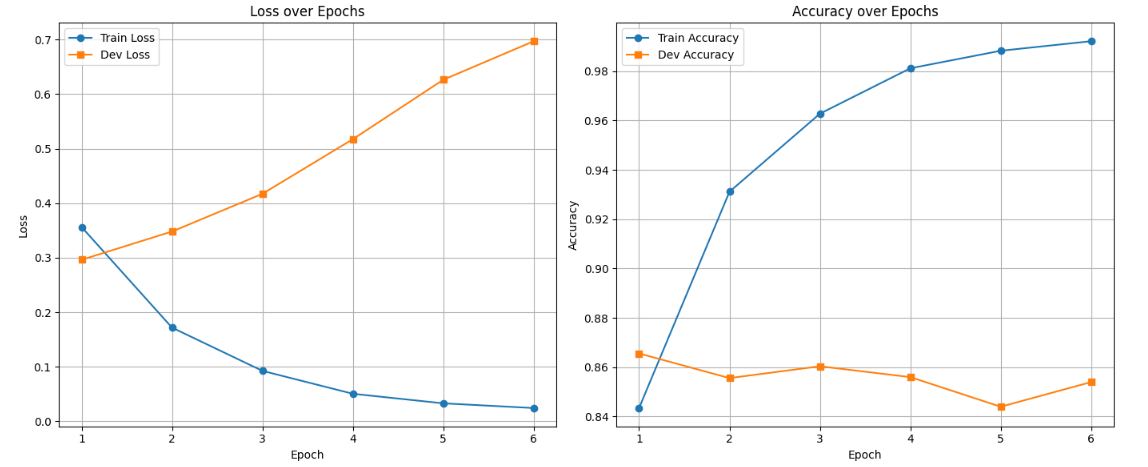 Loss over Epochs
Train Loss
Dev Loss
0.7
0.6
0.5
0.4
0.3
0.2
0.1
0.0
Loss
1 2 3 4 5 6
Epoch
Accuracy over Epochs
Train Accuracy
Dev Accuracy
0.98
0.96
0.94
0.92
0.90
0.88
0.86
0.84
Accuracy
1 2 3 4 5 6
Epoch